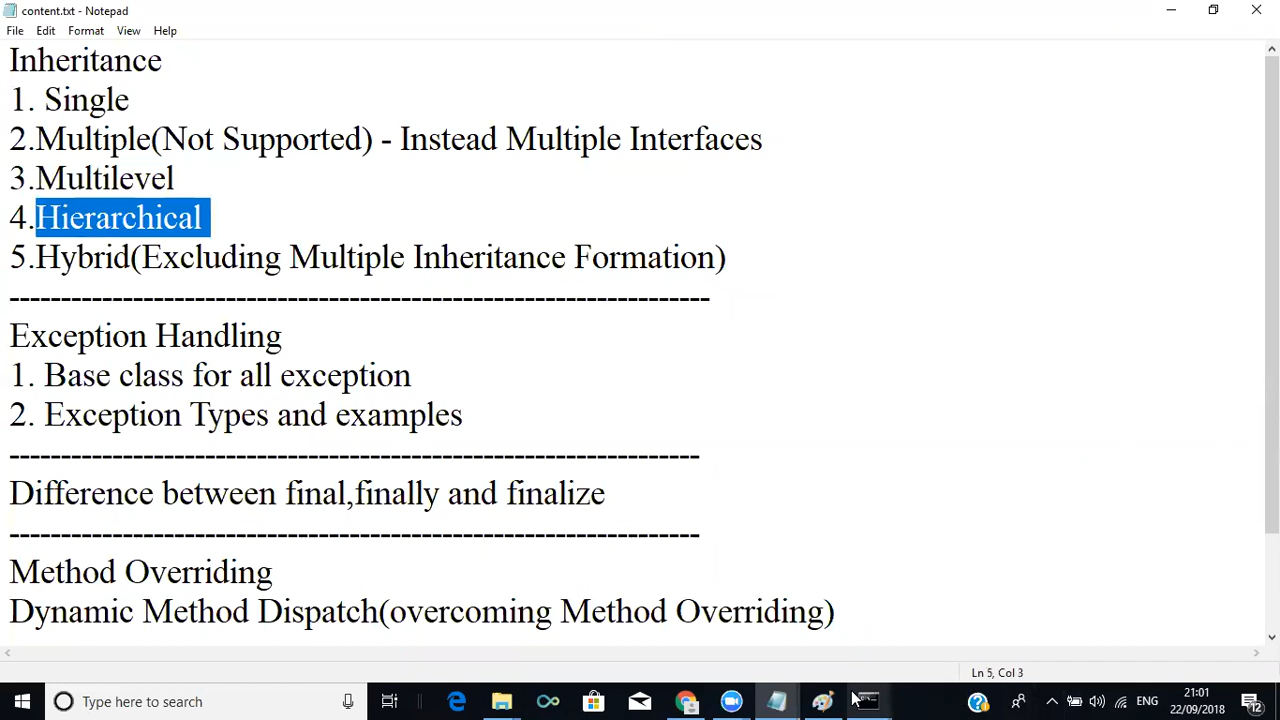 content.txt - Notepad
File Edit Format View Help
Inheritance
1. Single
2.Multiple(Not Supported) - Instead Multiple Interfaces
3.Multilevel
4.Hierarchical
5.Hybrid(Excluding Multiple Inheritance Formation)
--------------------------------------------------------------------
Exception Handling
1. Base class for all exception
2. Exception Types and examples
-------------------------------------------------------------------
Difference between final,finally and finalize
-------------------------------------------------------------------
Method Overriding
Dynamic Method Dispatch(overcoming Method Overriding)
Ln 5, Col 3
Type here to search
ENG
21:01
22/09/2018
12